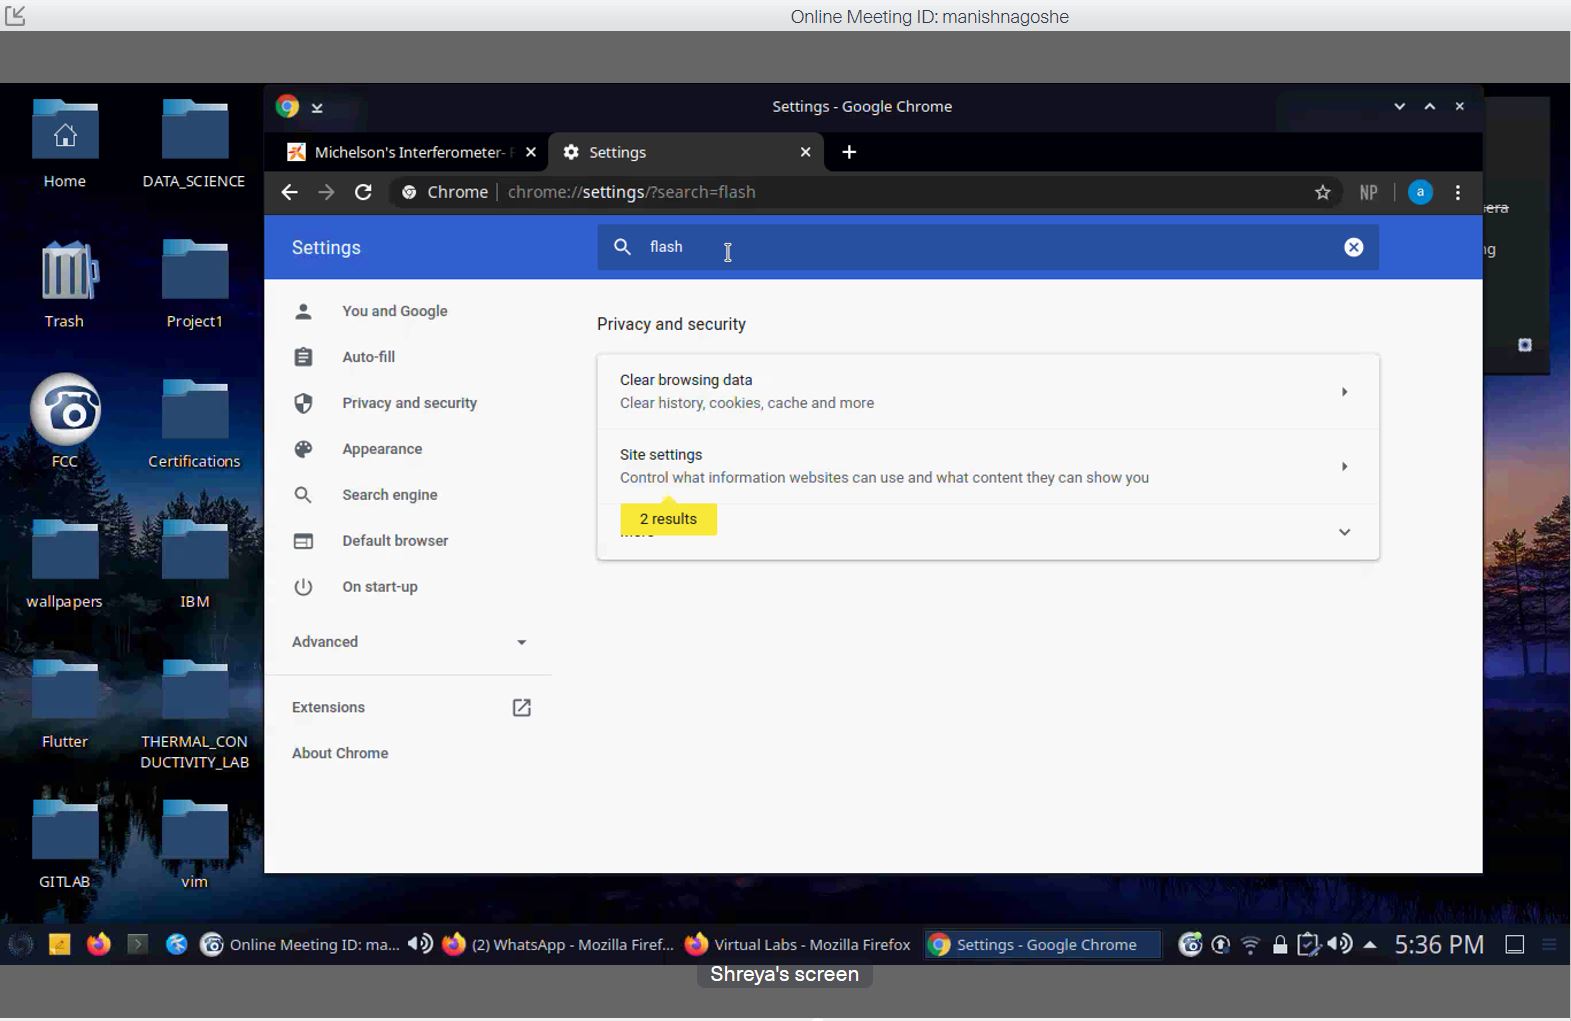 Online Meeting ID: manishnagoshe
Settings - Google Chrome
Michelson's Interferometer-
Settings
Chrome
chrome://settings/?search=flash
NP
a
Settings
flash
You and Google
Auto-fill
Privacy and security
Appearance
Search engine
Default browser
On start-up
Advanced
Extensions
About Chrome
Privacy and security
Clear browsing data
Clear history, cookies, cache and more
Site settings
Control what information websites can use and what content they can show you
2 results
Home
DATA_SCIENCE
Trash
Project1
FCC
Certifications
wallpapers
IBM
Flutter
THERMAL_CON
DUCTIVITY_LAB
GITLAB
vim
Online Meeting ID: ma...
(2) WhatsApp - Mozilla Firef...
Virtual Labs - Mozilla Firefox
Settings - Google Chrome
5:36 PM
Shreya's screen